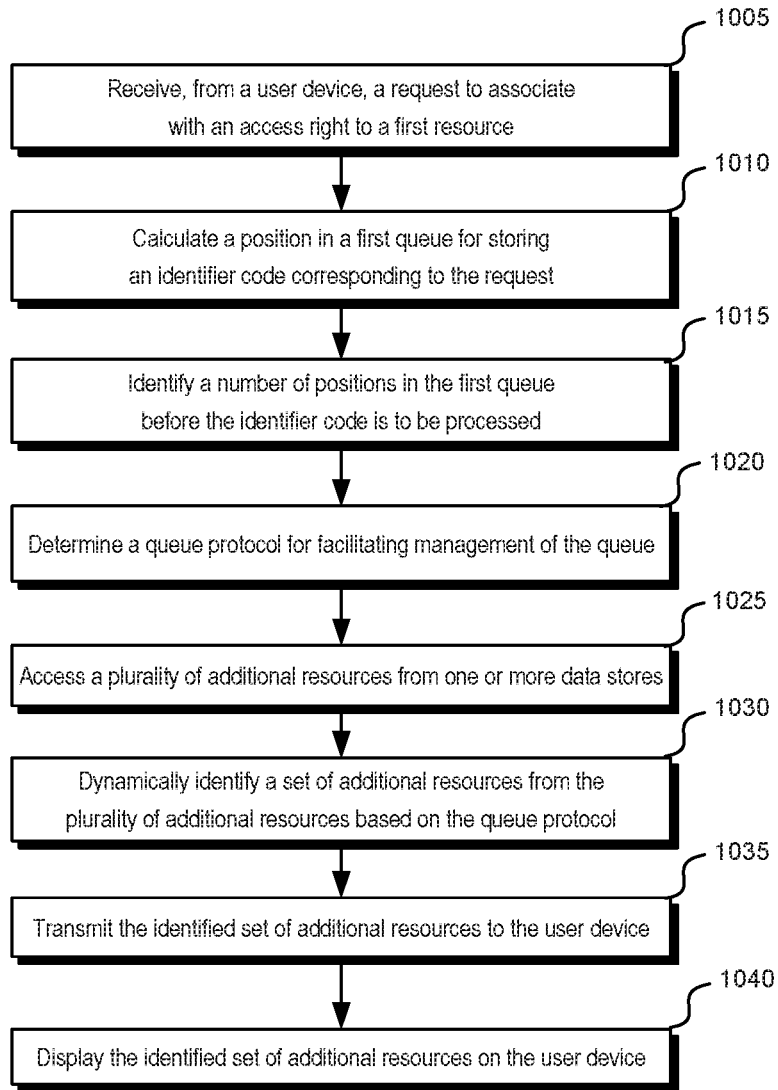 1005
Receive, from a user device, a request to associate
with an access right to a first resource
1010
Calculate a position in a first queue for storing
an identifier code corresponding to the request
1015
Identify a number of positions in the first queue
before the identifier code is to be processed
1020
Determine a queue protocol for facilitating management of the queue
1025
Access a plurality of additional resources from one or more data stores
1030
Dynamically identify a set of additional resources from the
plurality of additional resources based on the queue protocol
1035
Transmit the identified set of additional resources to the user device
1040
Display the identified set of additional resources on the user device